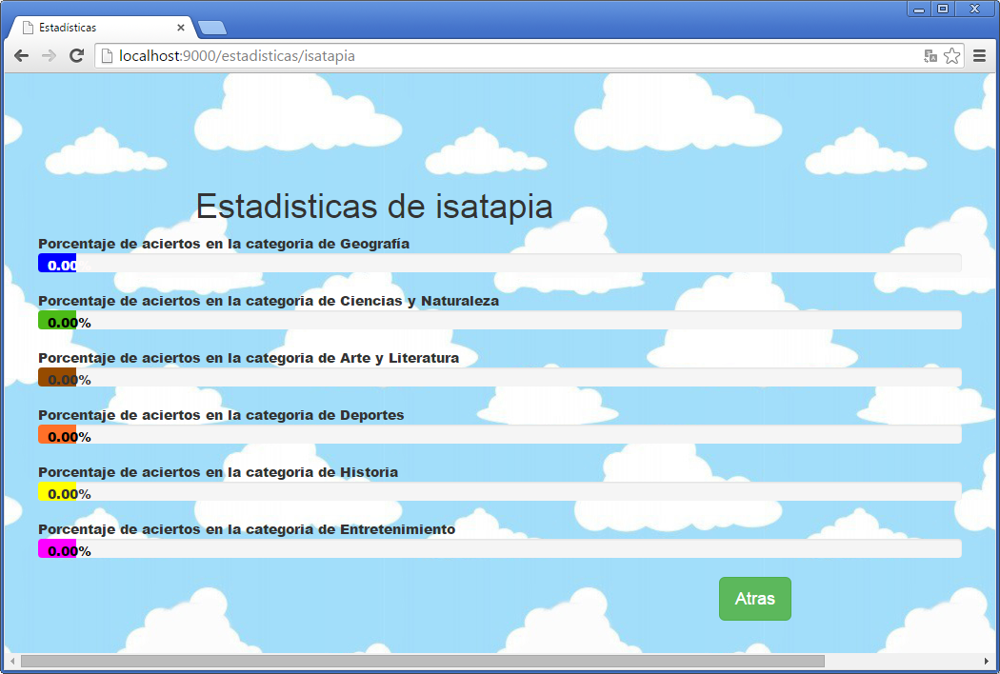 Estadísticas
localhost:9000/estadisticas/isatapia
Estadisticas de isatapia
Porcentaje de aciertos en la categoria de Geografía
0.00%
Porcentaje de aciertos en la categoria de Ciencias y Naturaleza
0.00%
Porcentaje de aciertos en la categoria de Arte y Literatura
0.00%
Porcentaje de aciertos en la categoria de Deportes
0.00%
Porcentaje de aciertos en la categoria de Historia
0.00%
Porcentaje de aciertos en la categoria de Entretenimiento
0.00%
Atras